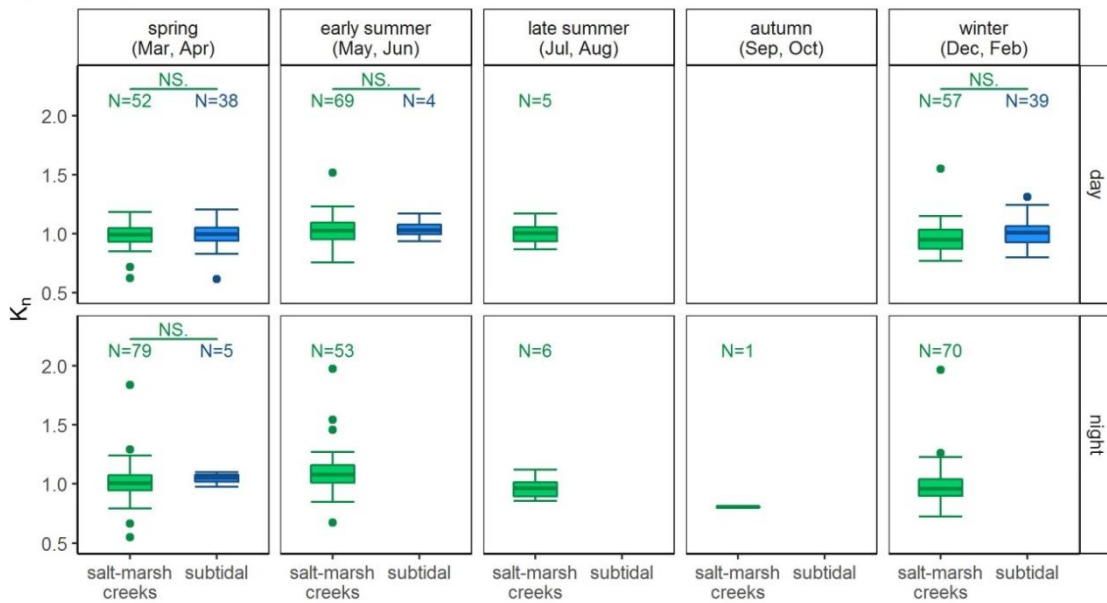 spring
(Mar, Apr)
early summer
(May, Jun)
late summer
(Jul, Aug)
autumn
(Sep, Oct)
winter
(Dec, Feb)
NS.
N=52 N=38
NS.
N=69 N=4
N=5
NS.
N=57 N=39
day
2.0
1.5
1.0
0.5
Kn
NS.
N=79 N=5
N=53
N=6
N=1
N=70
night
2.0
1.5
1.0
0.5
salt-marsh creeks subtidal
salt-marsh creeks subtidal
salt-marsh creeks subtidal
salt-marsh creeks subtidal
salt-marsh creeks subtidal